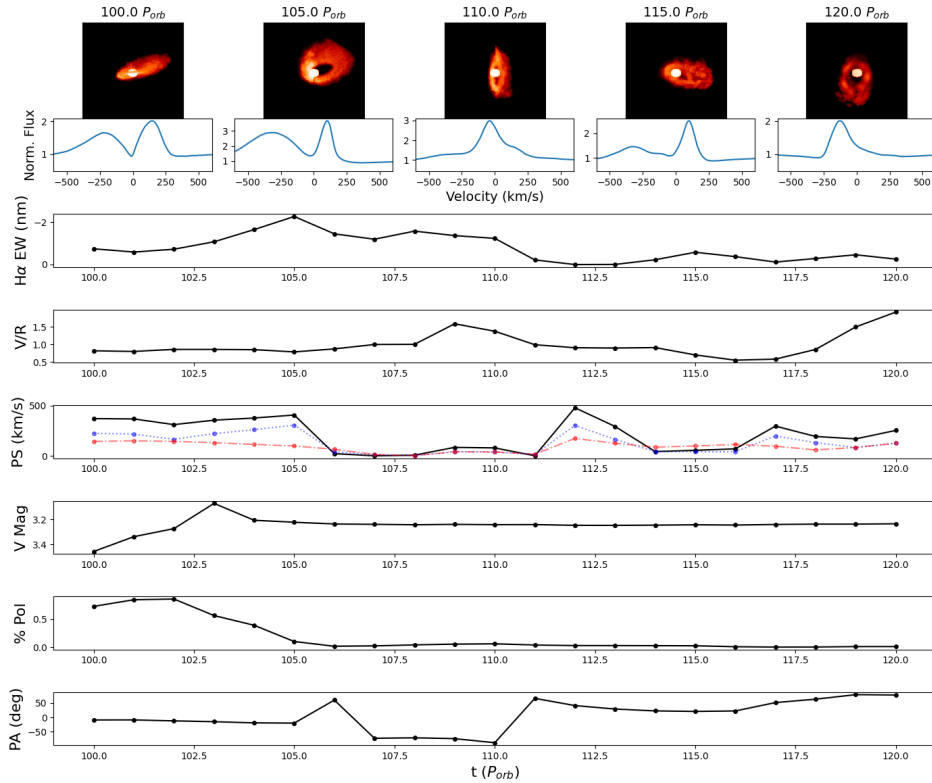 100.0 P_orb 105.0 P_orb 110.0 P_orb 115.0 P_orb 120.0 P_orb
Norm. Flux
2 1
3 2 1
3 2 1
2 1
2 1
−500 −250 0 250 500 −500 −250 0 250 500 −500 −250 0 250 500 −500 −250 0 250 500 −500 −250 0 250 500
Velocity (km/s)
Hα EW (nm)
−2
0
100.0 102.5 105.0 107.5 110.0 112.5 115.0 117.5 120.0
V/R
1.5
1.0
0.5
100.0 102.5 105.0 107.5 110.0 112.5 115.0 117.5 120.0
PS (km/s)
500
0
100.0 102.5 105.0 107.5 110.0 112.5 115.0 117.5 120.0
V Mag
3.2
3.4
100.0 102.5 105.0 107.5 110.0 112.5 115.0 117.5 120.0
% Pol
0.5
0.0
100.0 102.5 105.0 107.5 110.0 112.5 115.0 117.5 120.0
PA (deg)
50
0
−50
100.0 102.5 105.0 107.5 110.0 112.5 115.0 117.5 120.0
t (P_orb)